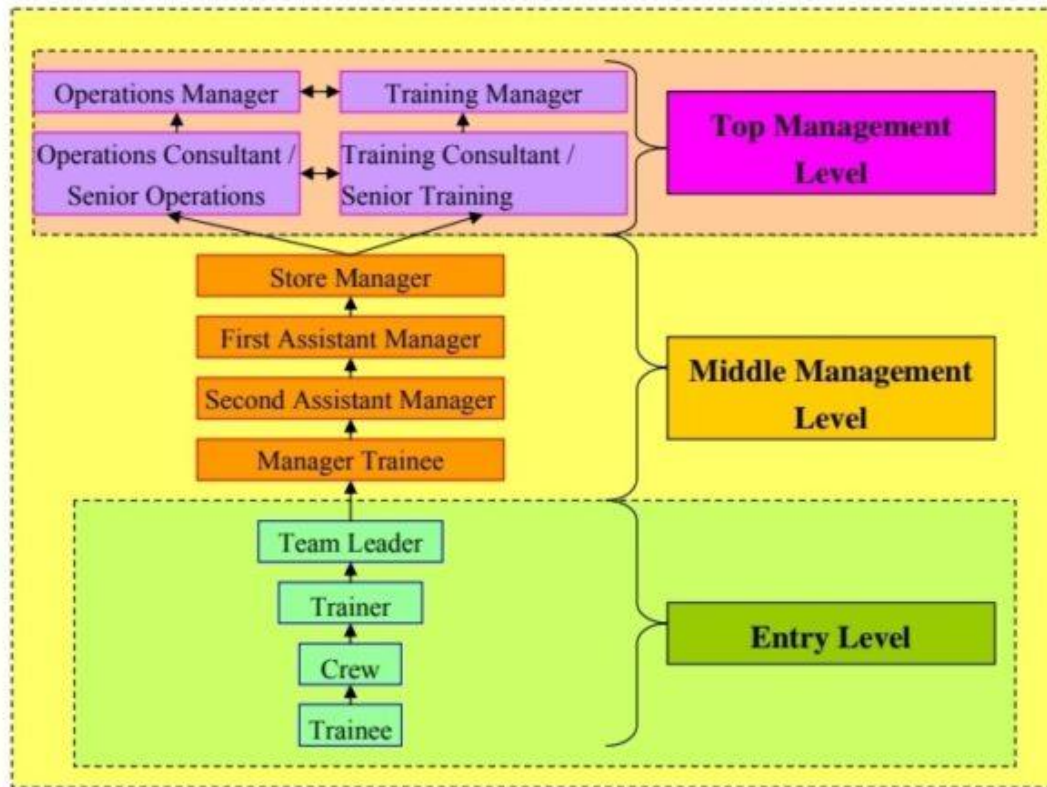 Operations Manager
Training Manager
Top Management
Level
Operations Consultant /
Senior Operations
Training Consultant /
Senior Training
Store Manager
First Assistant Manager
Second Assistant Manager
Manager Trainee
Middle Management
Level
Team Leader
Trainer
Crew
Trainee
Entry Level